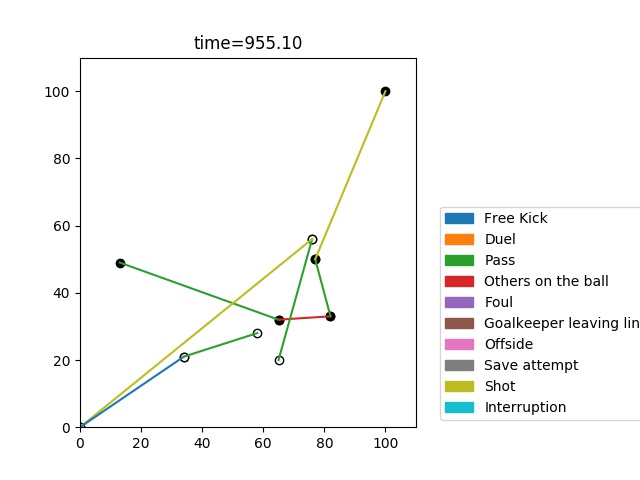 time=955.10
100
80
60
40
20
0
0 20 40 60 80 100
Free Kick
Duel
Pass
Others on the ball
Foul
Goalkeeper leaving lin
Offside
Save attempt
Shot
Interruption